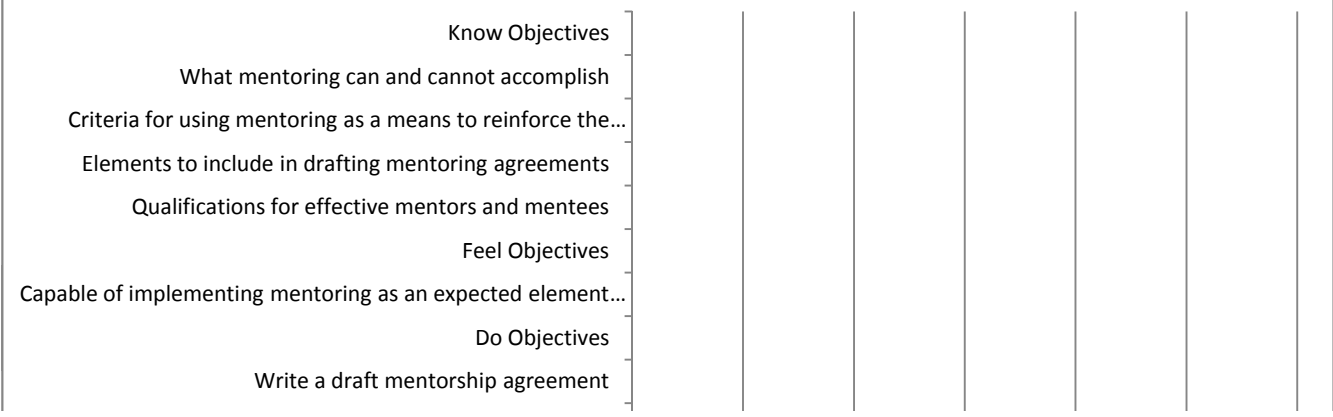 Know Objectives
What mentoring can and cannot accomplish
Criteria for using mentoring as a means to reinforce the…
Elements to include in drafting mentoring agreements
Qualifications for effective mentors and mentees
Feel Objectives
Capable of implementing mentoring as an expected element…
Do Objectives
Write a draft mentorship agreement